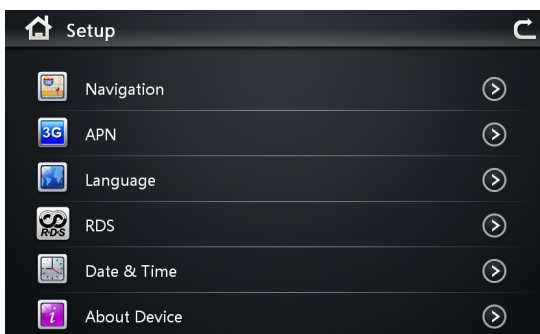 Setup
Navigation
3G APN
Language
RDS RDS
Date & Time
i About Device